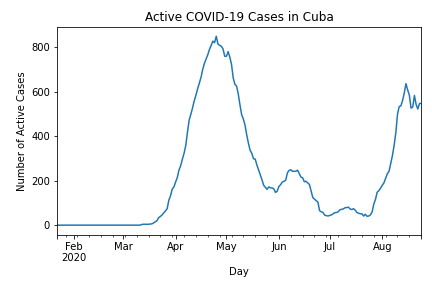 Active COVID-19 Cases in Cuba
Number of Active Cases
800
600
400
200
0
Feb Mar Apr May Jun Jul Aug
2020
Day